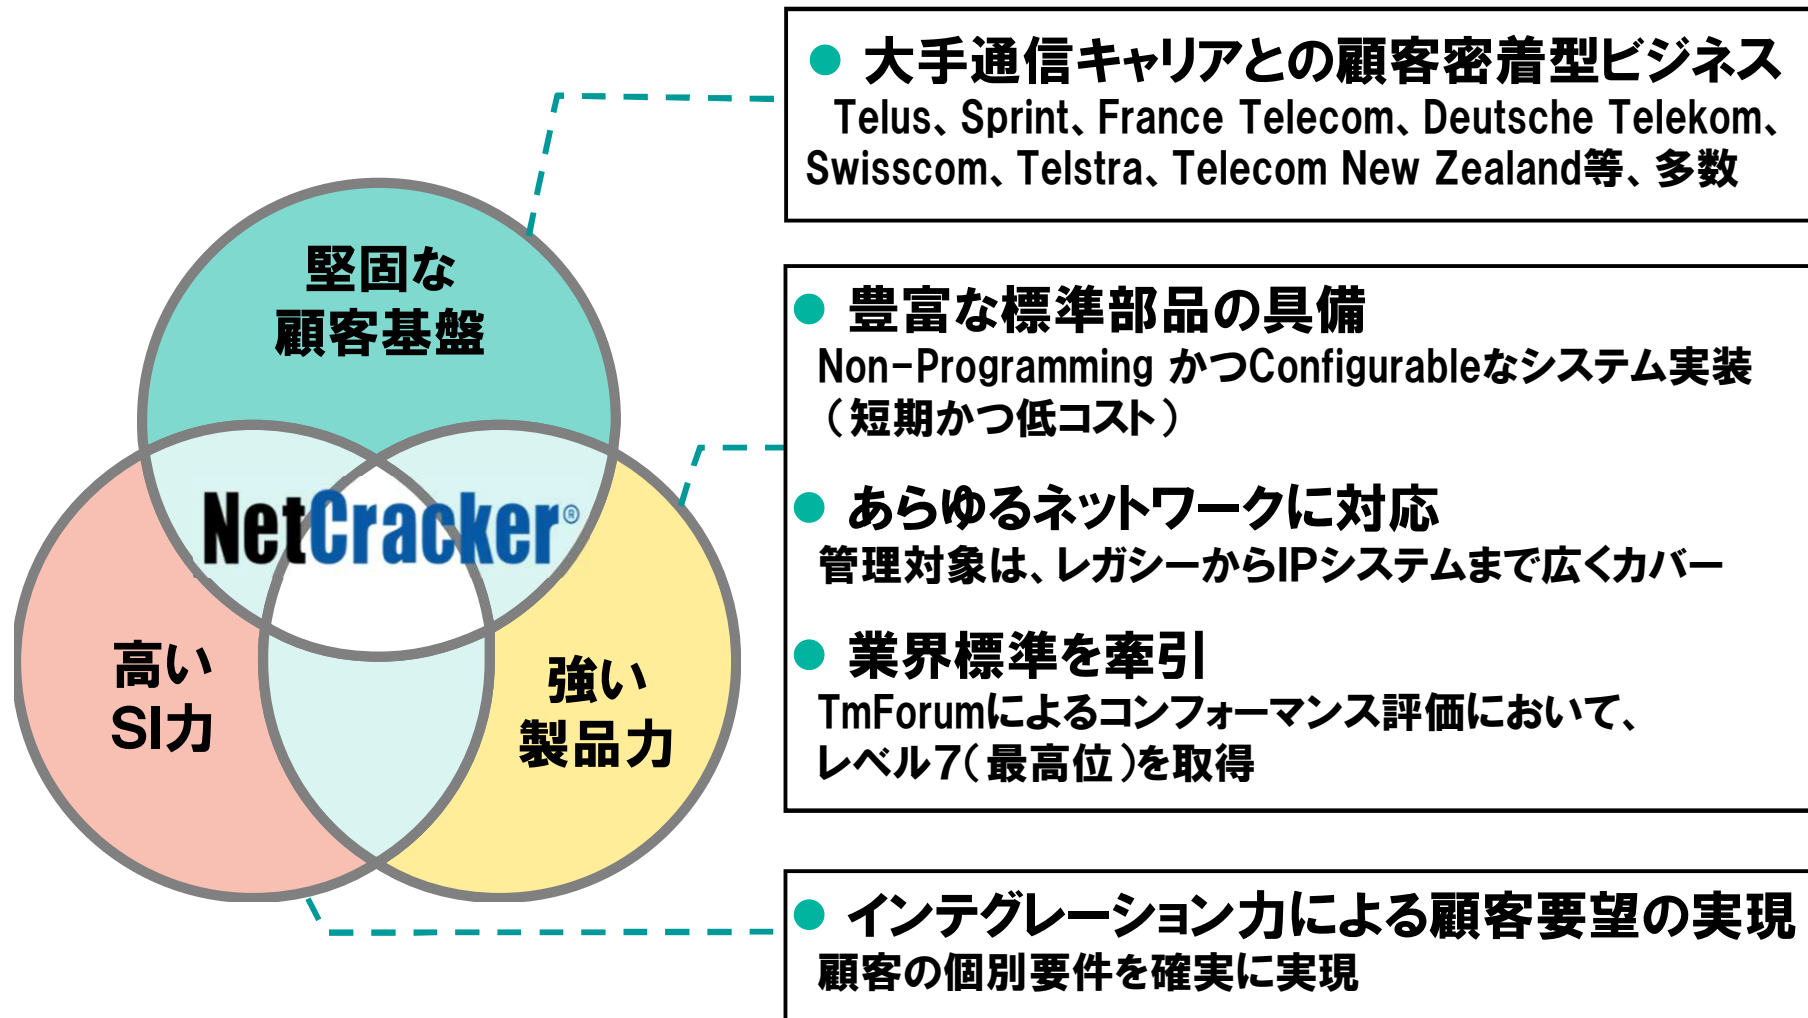 堅固な
顧客基盤
NetCracker®
高い
SI力
強い
製品力
● 大手通信キャリアとの顧客密着型ビジネス
Telus、Sprint、France Telecom、Deutsche Telekom、
Swisscom、Telstra、Telecom New Zealand等、多数
● 豊富な標準部品の具備
Non-Programming かつConfigurableなシステム実装
（短期かつ低コスト）
● あらゆるネットワークに対応
管理対象は、レガシーからIPシステムまで広くカバー
● 業界標準を牽引
TmForumによるコンフォーマンス評価において、
レベル7（最高位）を取得
● インテグレーション力による顧客要望の実現
顧客の個別要件を確実に実現